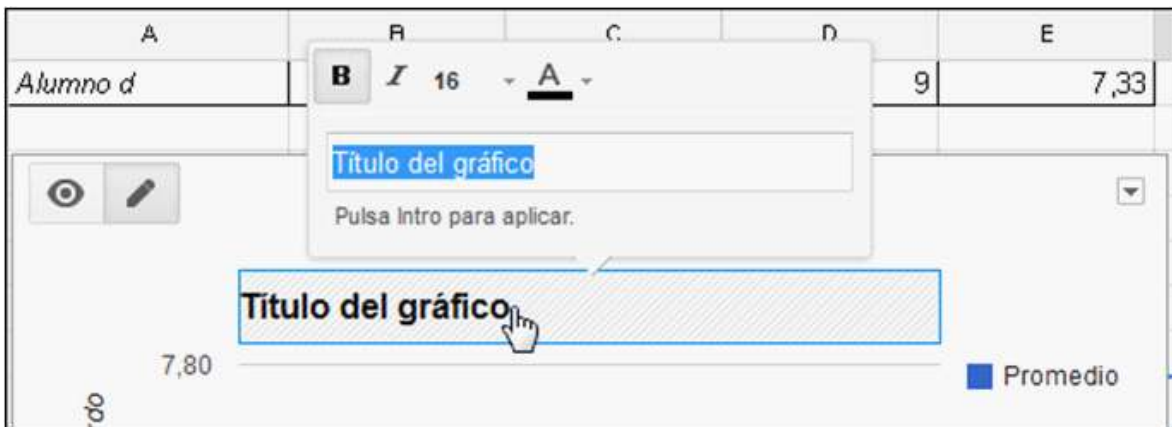 A B C D E
Alumno d 9 7,33
B I 16 A
Título del gráfico
Pulsa Intro para aplicar.
Título del gráfico
7,80
Promedio